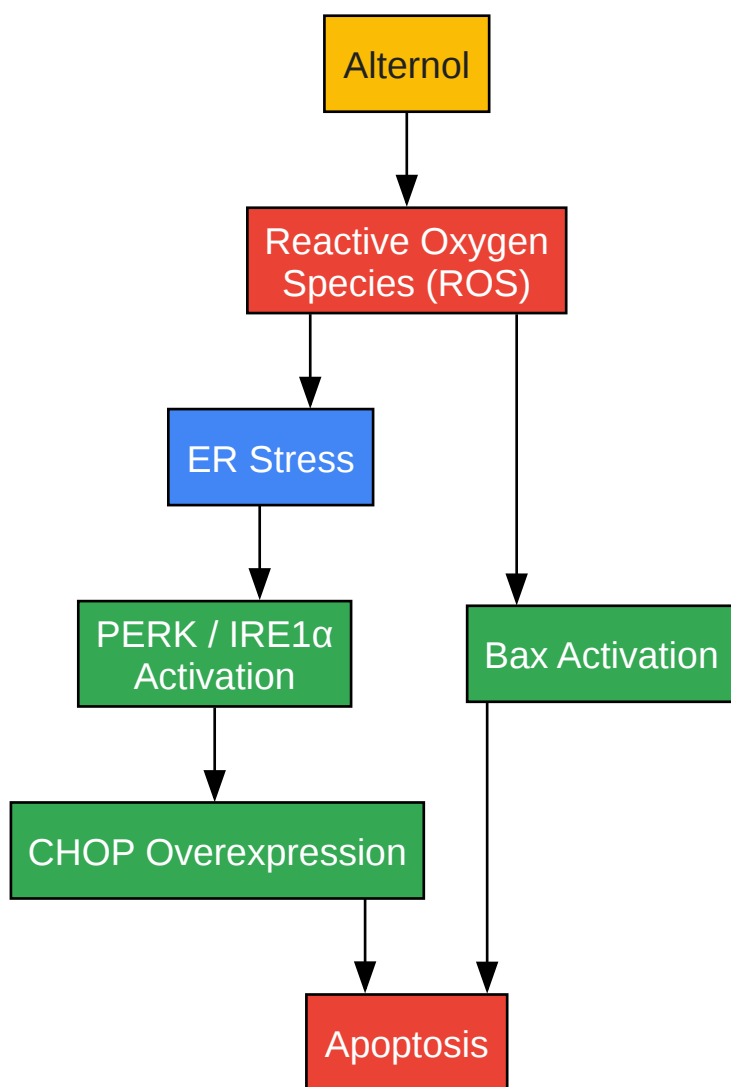 Alternol
Reactive Oxygen
Species (ROS)
ER Stress
PERK / IRE1α
Activation
Bax Activation
CHOP Overexpression
Apoptosis